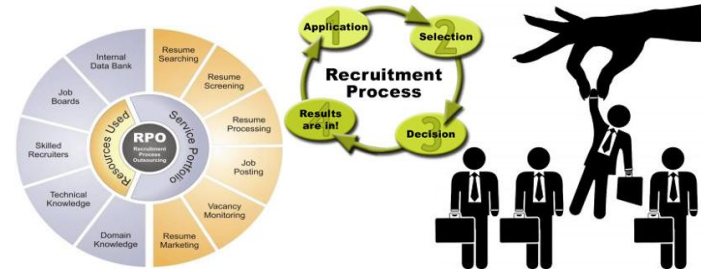 Internal
Data Bank
Job
Boards
Skilled
Recruiters
Technical
Knowledge
Domain
Knowledge
Resume
Searching
Resume
Screening
Resume
Processing
Job
Posting
Vacancy
Monitoring
Resume
Marketing
Resources Used
Service Portfolio
RPO
Recruitment
Process
Outsourcing
1
Application
2
Selection
Recruitment
Process
3
Decision
4
Results
are in!